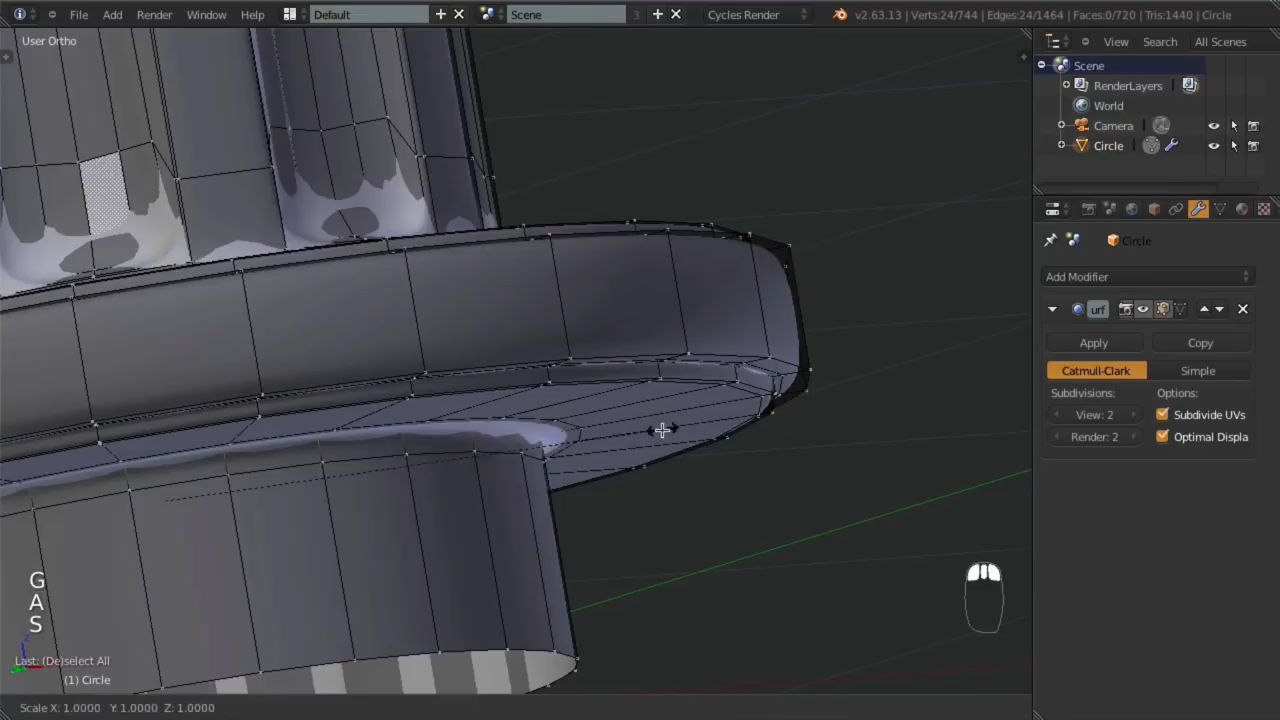 File Add Render Window Help Default Scene 3 Cycles Render v2.63.13 | Verts:24/744 | Edges:24/1464 | Faces:0/720 | Tris:1440 | Circle
User Ortho
View Search All Scenes
Scene
RenderLayers
World
Camera
Circle
Circle
Add Modifier
urf
Apply Copy
Catmull-Clark Simple
Subdivisions: Options:
View: 2 Subdivide UVs
Render: 2 Optimal Displa
G
A
S
Last: (De)select All
(1) Circle
Scale X: 1.0000 Y: 1.0000 Z: 1.0000